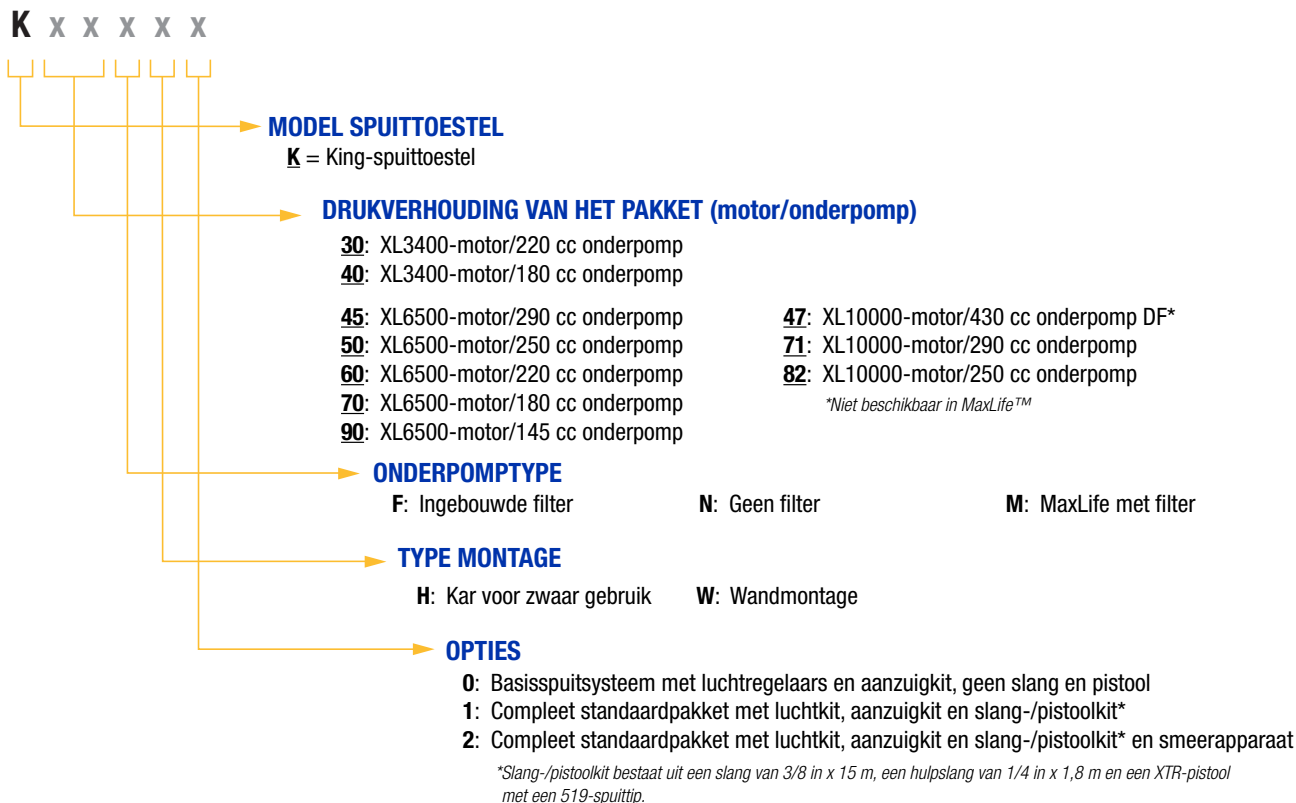 K x x x x x
MODEL SPUITTOESTEL
K = King-spuittoestel
DRUKVERHOUDING VAN HET PAKKET (motor/onderpomp)
30: XL3400-motor/220 cc onderpomp
40: XL3400-motor/180 cc onderpomp
45: XL6500-motor/290 cc onderpomp
50: XL6500-motor/250 cc onderpomp
60: XL6500-motor/220 cc onderpomp
70: XL6500-motor/180 cc onderpomp
90: XL6500-motor/145 cc onderpomp
47: XL10000-motor/430 cc onderpomp DF*
71: XL10000-motor/290 cc onderpomp
82: XL10000-motor/250 cc onderpomp
*Niet beschikbaar in MaxLife™
ONDERPOMPTYPE
F: Ingebouwde filter N: Geen filter M: MaxLife met filter
TYPE MONTAGE
H: Kar voor zwaar gebruik W: Wandmontage
OPTIES
0: Basisspuitsysteem met luchtregelaars en aanzuigkit, geen slang en pistool
1: Compleet standaardpakket met luchtkit, aanzuigkit en slang-/pistoolkit*
2: Compleet standaardpakket met luchtkit, aanzuigkit en slang-/pistoolkit* en smeerapparaat
*Slang-/pistoolkit bestaat uit een slang van 3/8 in x 15 m, een hulpslang van 1/4 in x 1,8 m en een XTR-pistool
met een 519-spuittip.